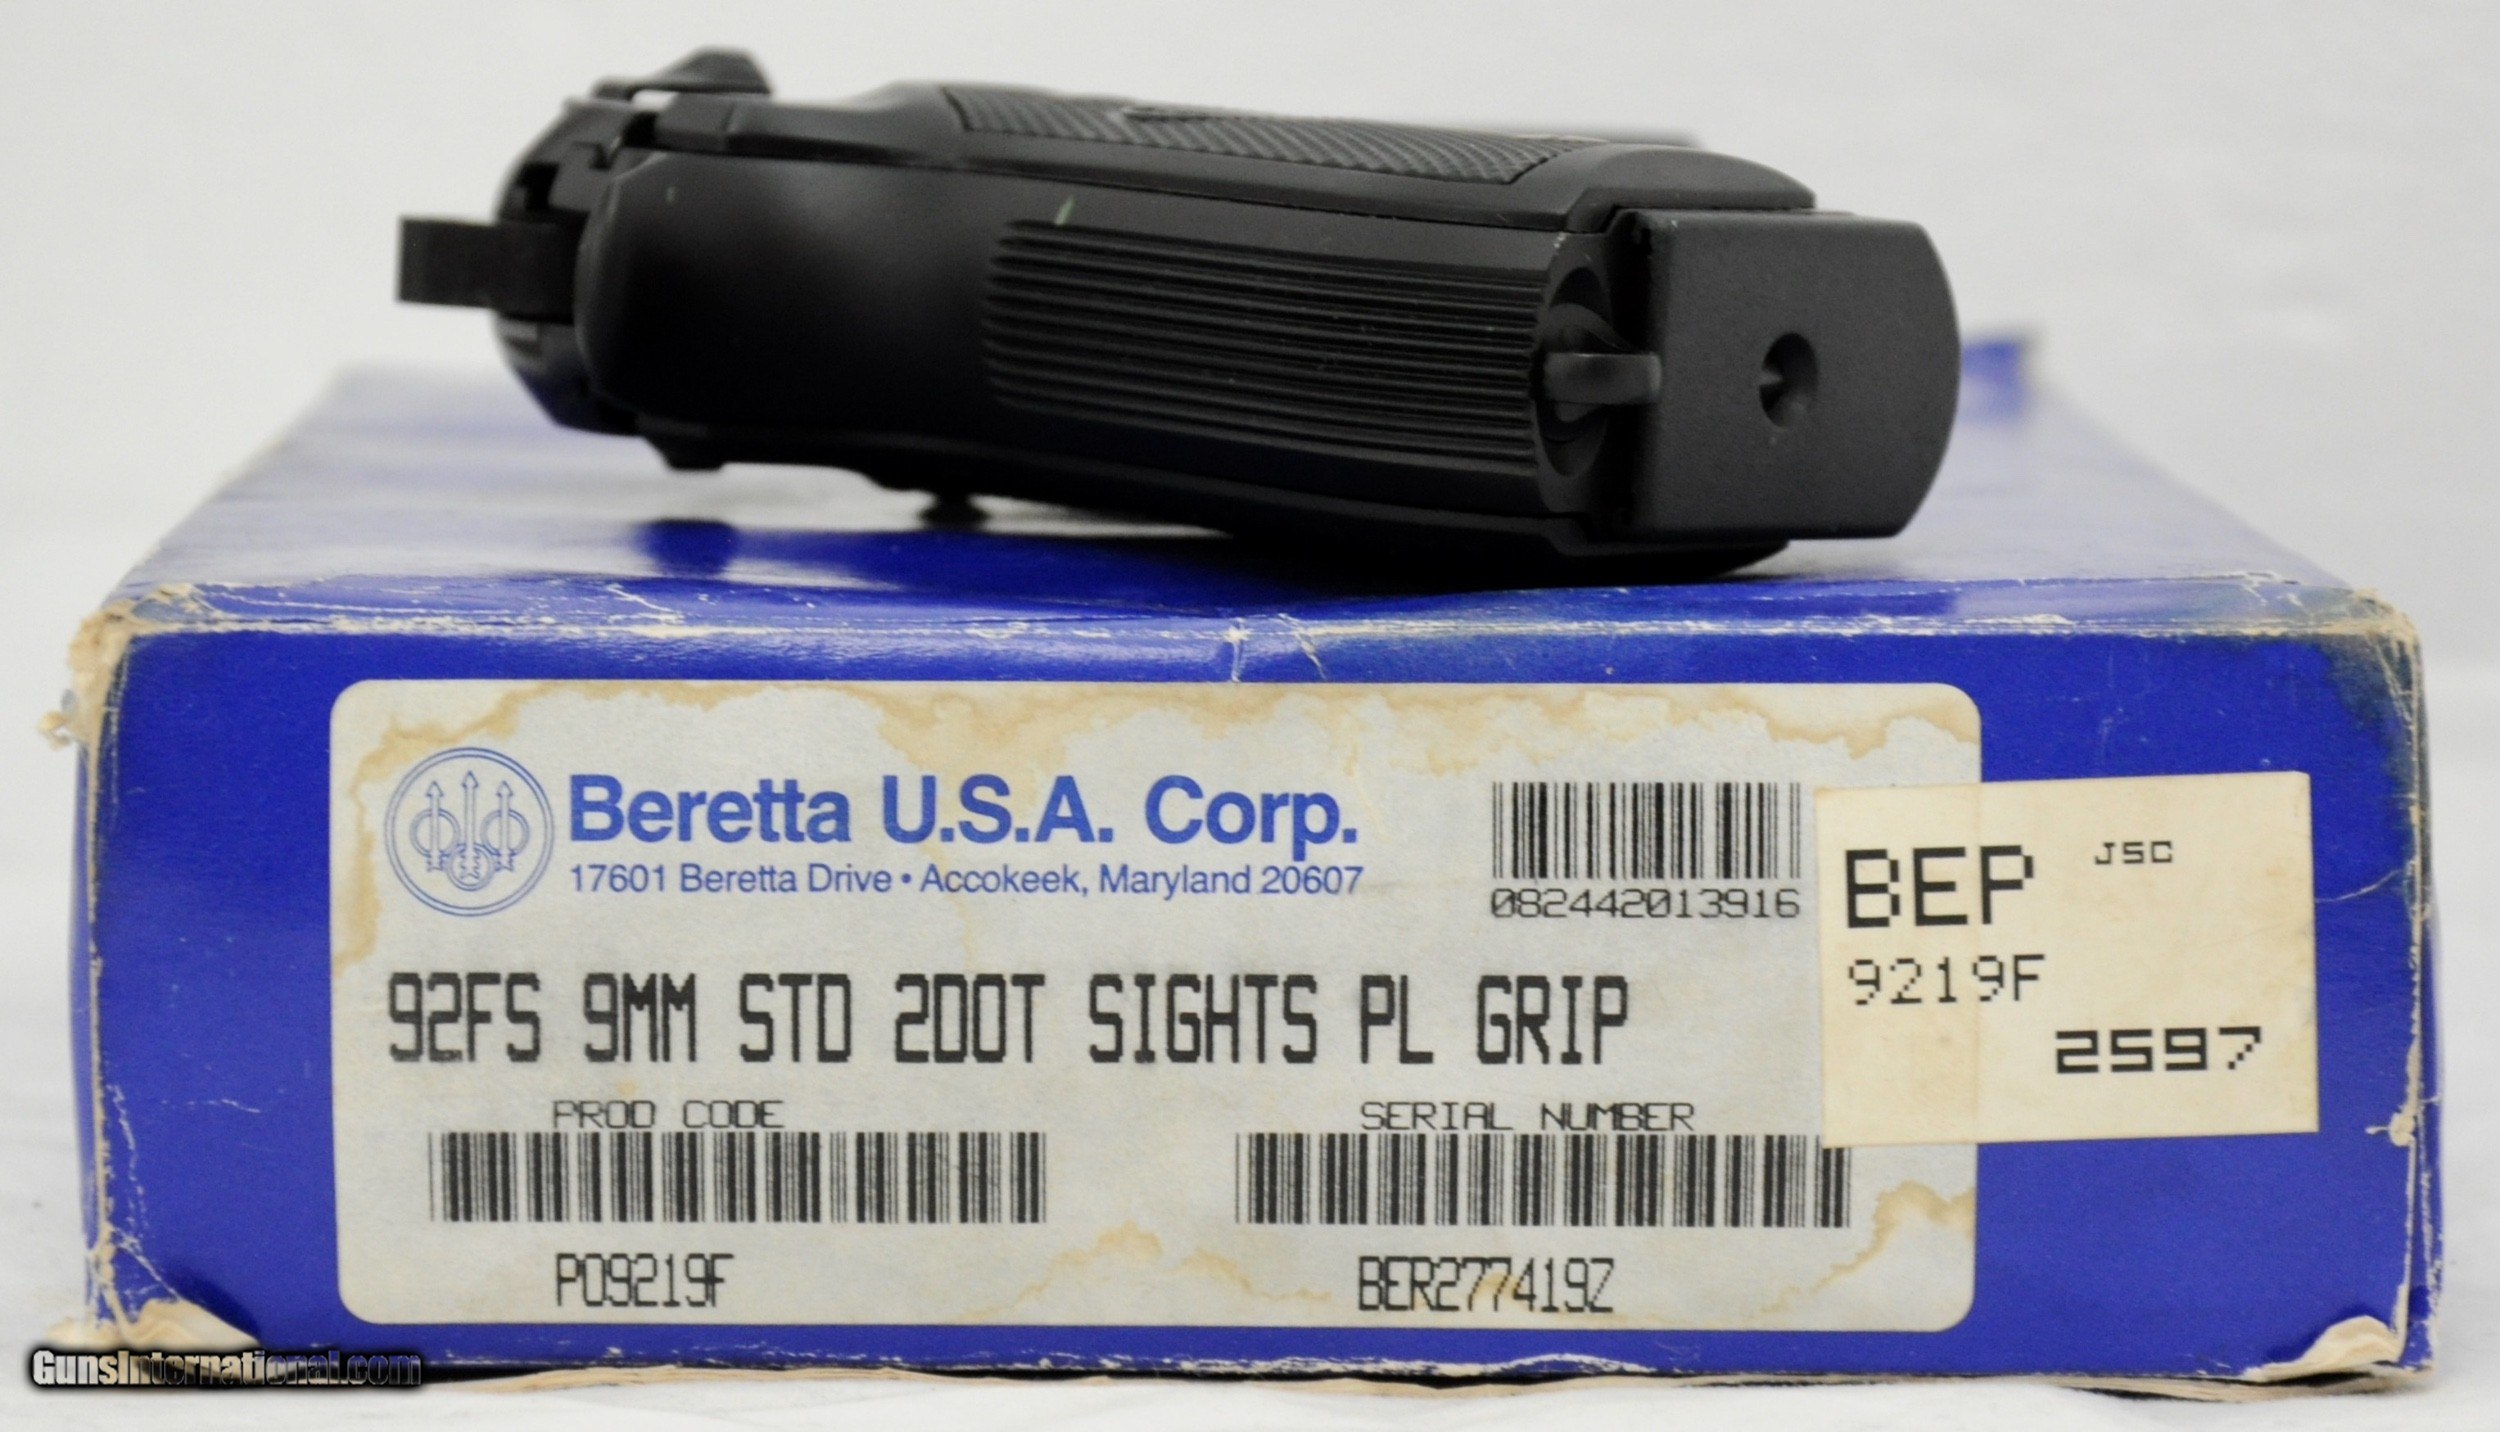 Beretta U.S.A. Corp.
17601 Beretta Drive • Accokeek, Maryland 20607
082442013916
BEP JSC
9219F
2597
92FS 9MM STD 2DOT SIGHTS PL GRIP
PROD CODE
SERIAL NUMBER
P09219F
BER277419Z
GunsInternational.com